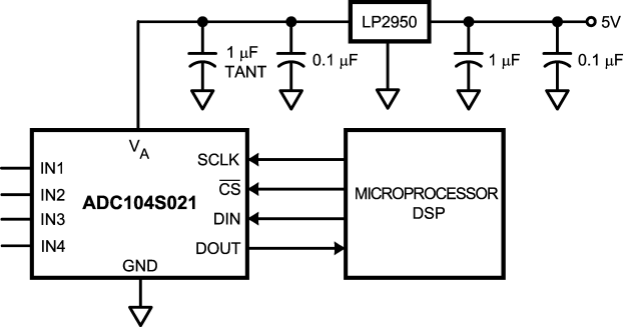 LP2950
5V
1 μF
TANT
0.1 μF
1 μF
0.1 μF
VA
SCLK
IN1
CS
IN2
MICROPROCESSOR
DSP
ADC104S021
IN3
DIN
IN4
DOUT
GND